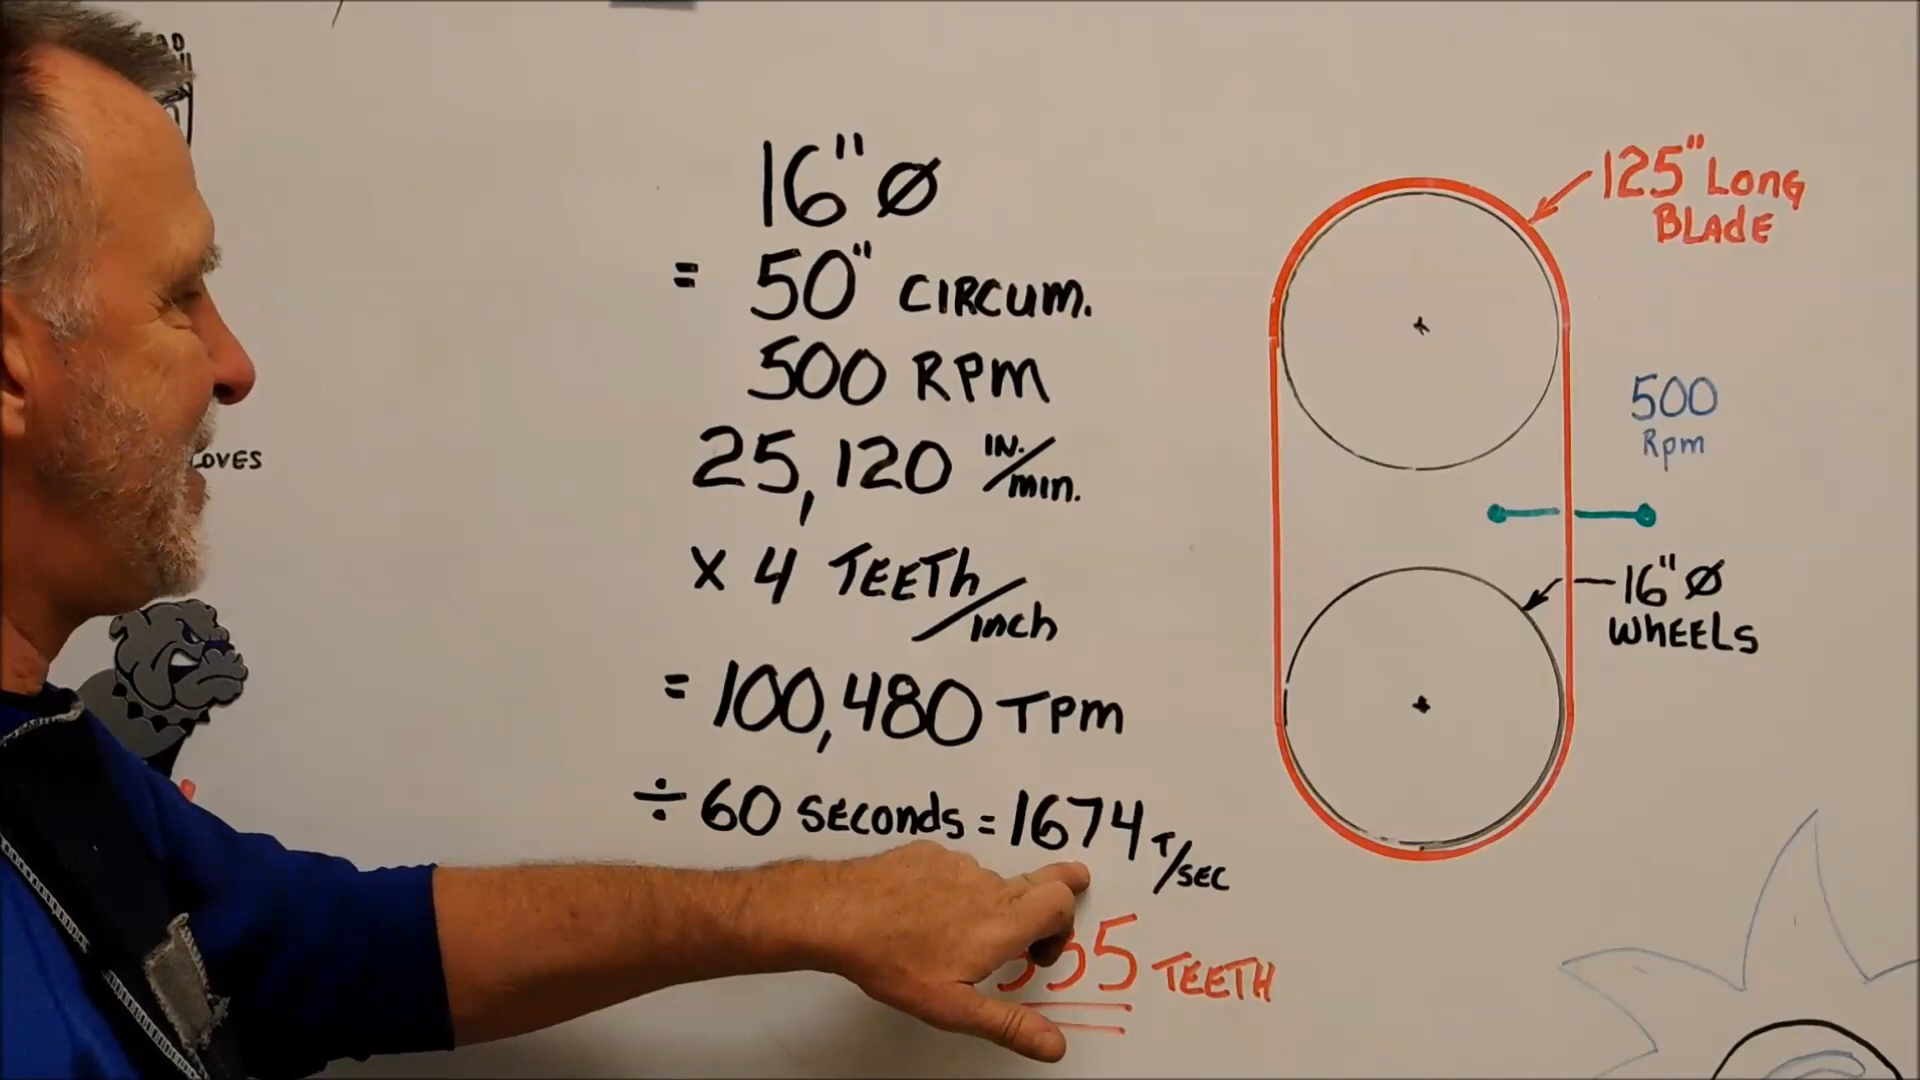 16" Ø
= 50" CIRCUM.
500 RPM
25,120 IN./min.
x 4 TEETh/inch
= 100,480 TPM
÷ 60 Seconds = 1674 T/SEC
335 TEETH
LOVES
125" Long
BLAdE
500
Rpm
16" Ø
WhEELs